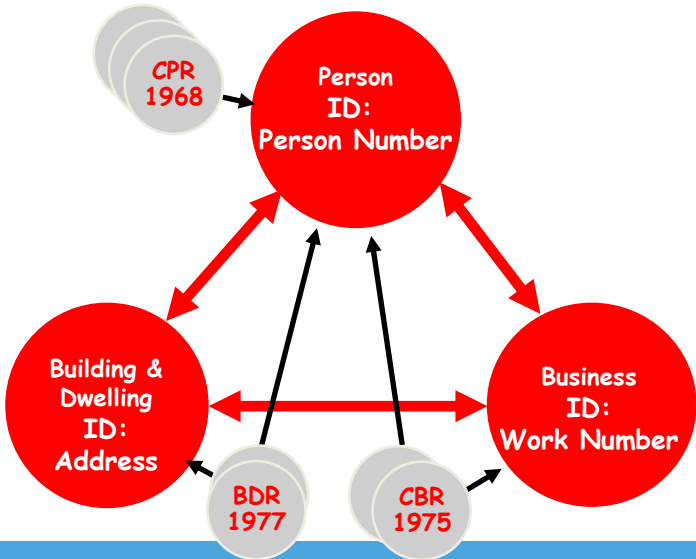 CPR
1968
Person
ID:
Person Number
Building &
Dwelling
ID:
Address
Business
ID:
Work Number
BDR
1977
CBR
1975